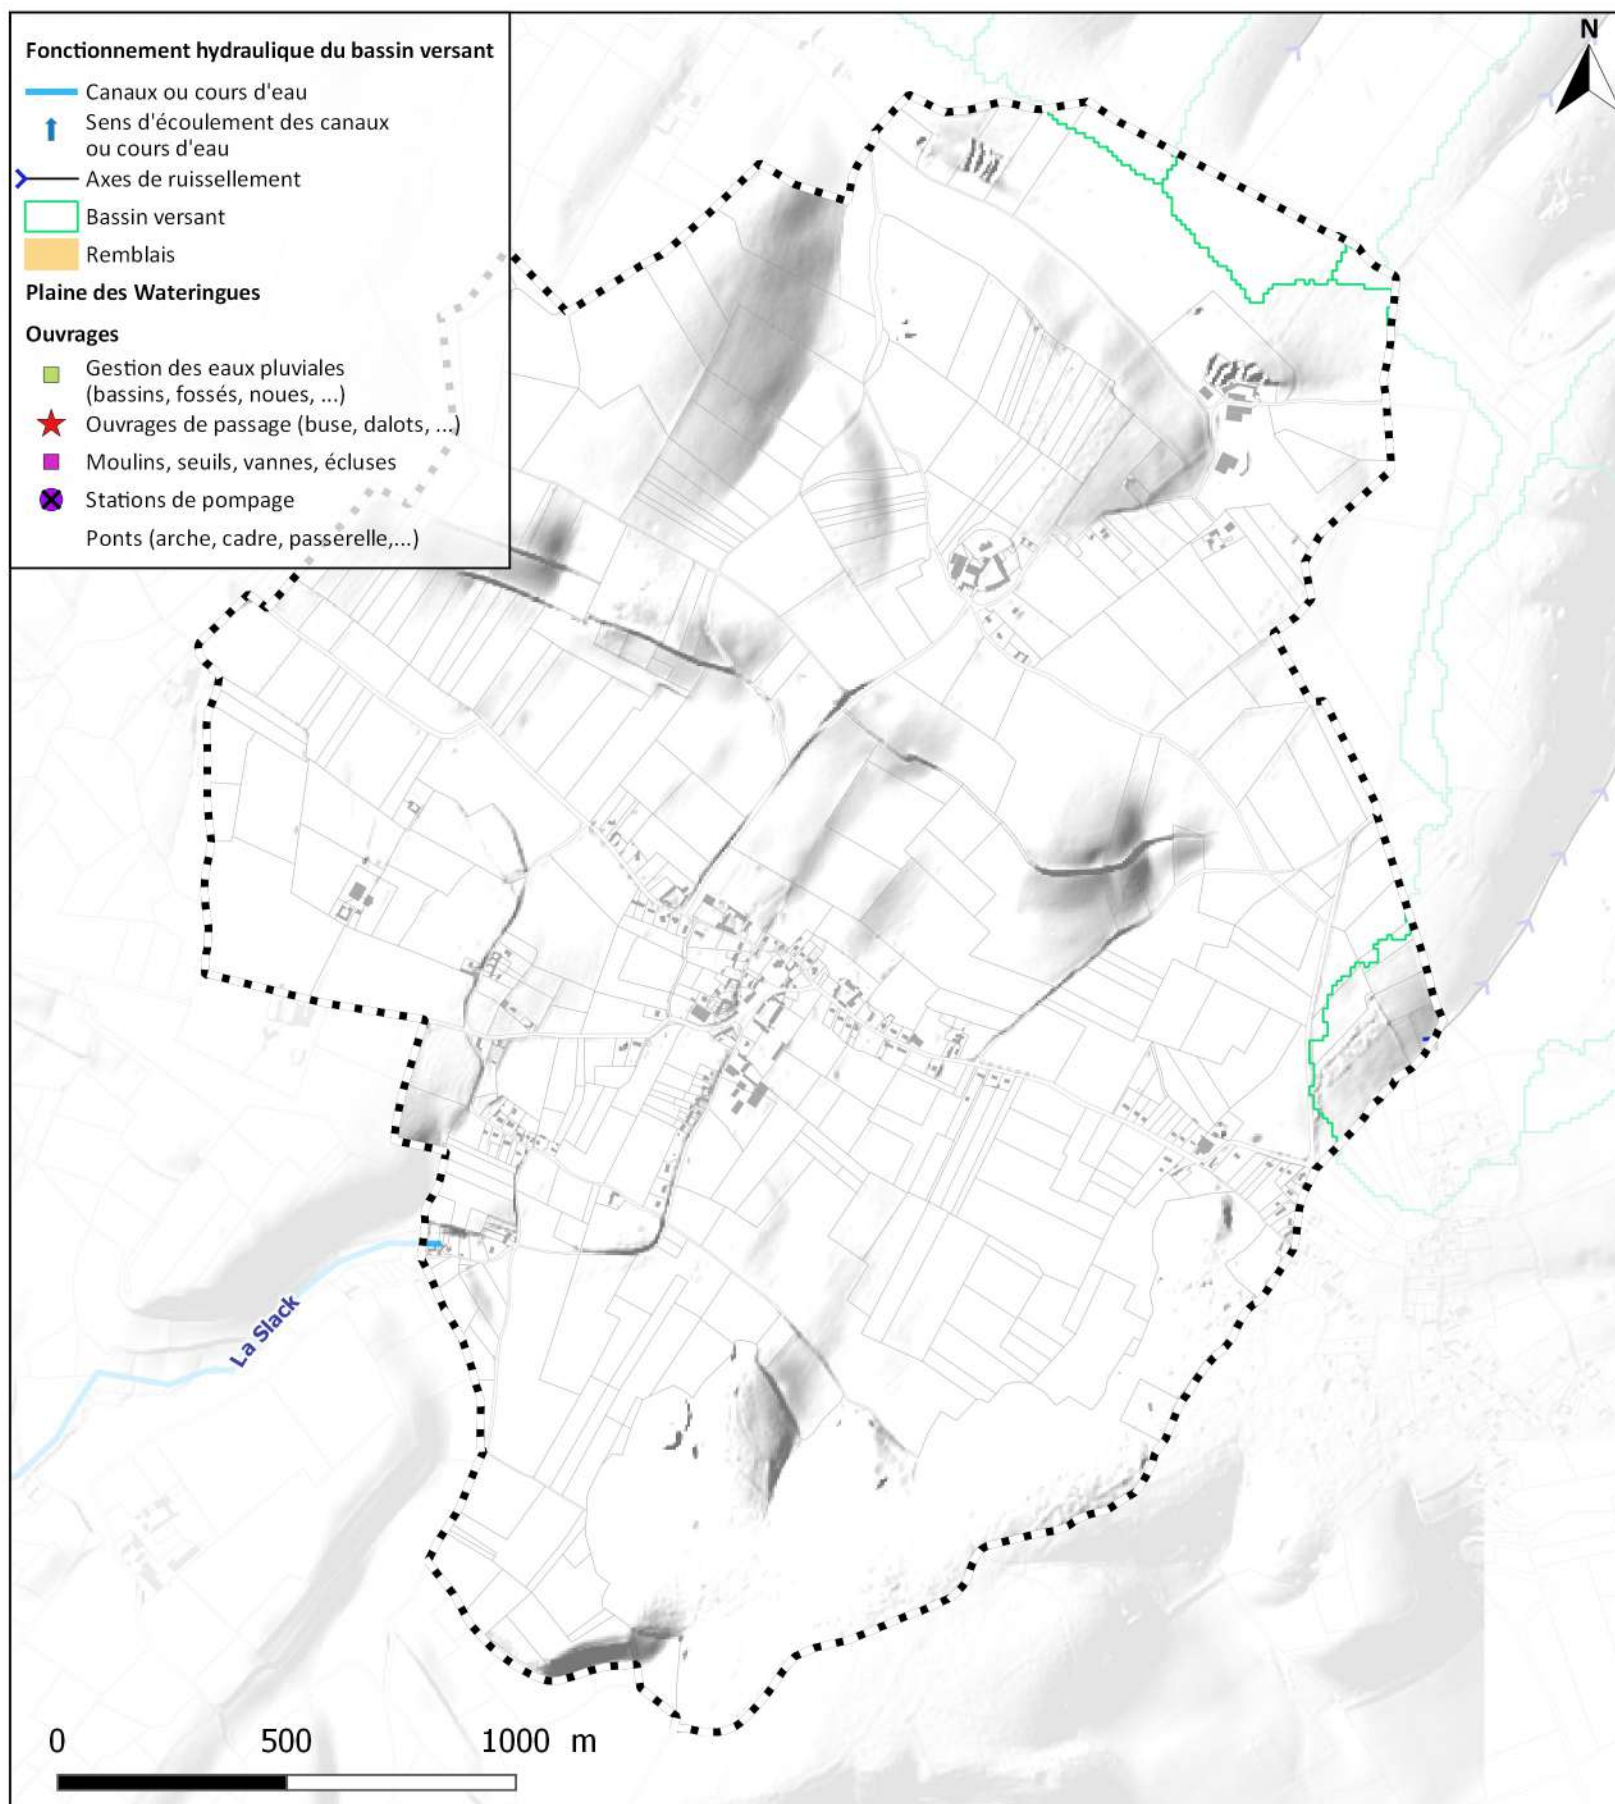 Fonctionnement hydraulique du bassin versant
Canaux ou cours d'eau
Sens d'écoulement des canaux
ou cours d'eau
Axes de ruissellement
Bassin versant
Remblais
Plaine des Wateringues
Ouvrages
Gestion des eaux pluviales
(bassins, fossés, noues, ...)
Ouvrages de passage (buse, dalots, ...)
Moulins, seuils, vannes, écluses
Stations de pompage
Ponts (arche, cadre, passerelle,...)
N
La Slack
0 500 1000 m